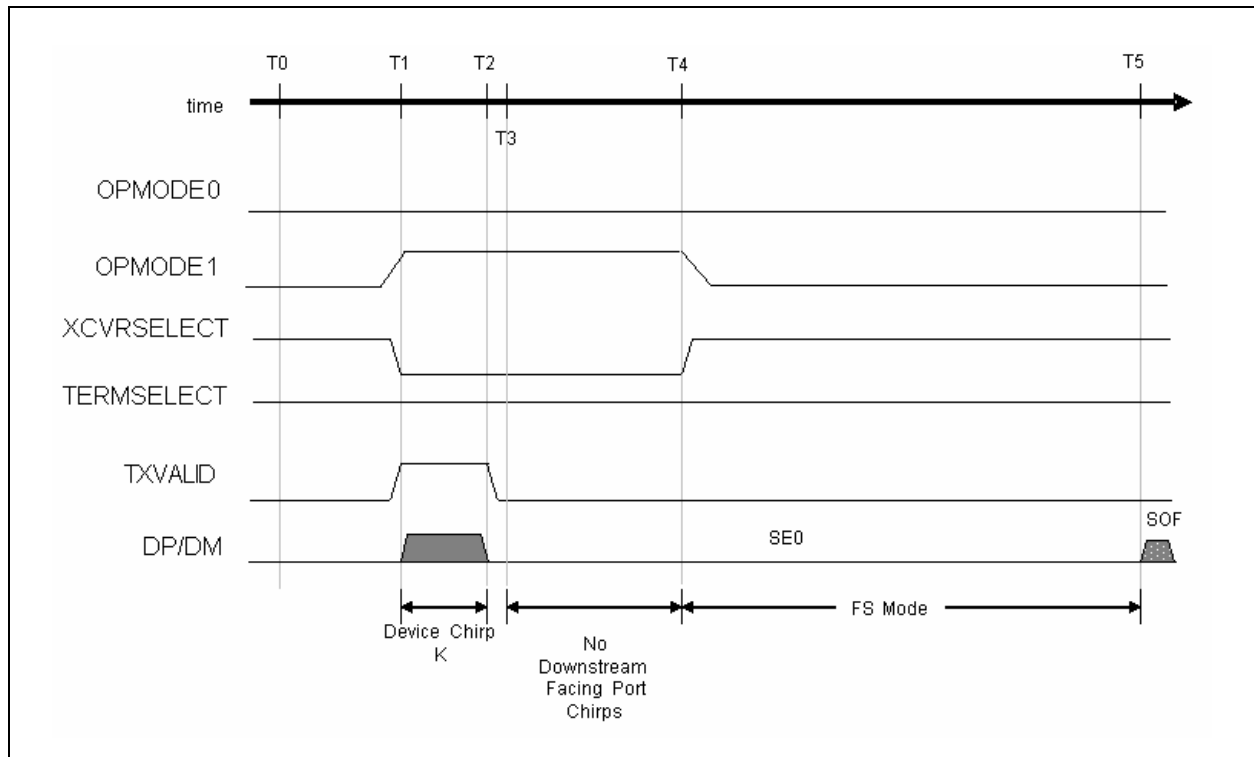 T0 T1 T2 T4 T5
time
T3
OPMODE0
OPMODE1
XCVRSELECT
TERMSELECT
TXVALID
SOF
DP/DM
SE0
FS Mode
Device Chirp
K
No
Downstream
Facing Port
Chirps